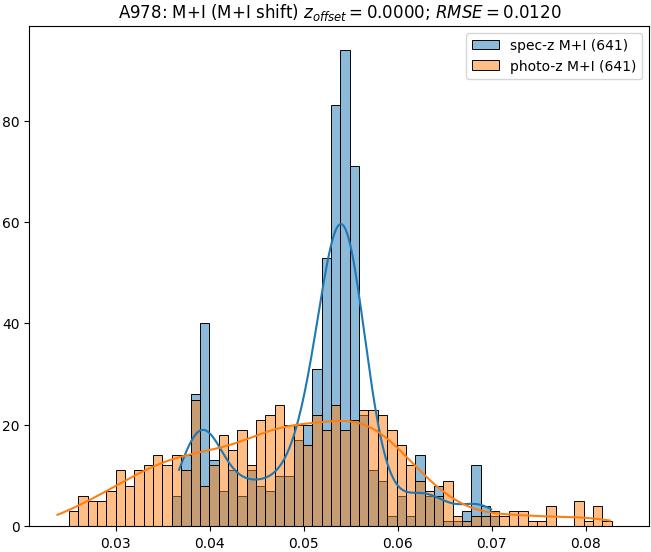 A978: M+I (M+I shift) z_offset = 0.0000; RMSE = 0.0120
spec-z M+I (641)
photo-z M+I (641)
80
60
40
20
0
0.03 0.04 0.05 0.06 0.07 0.08